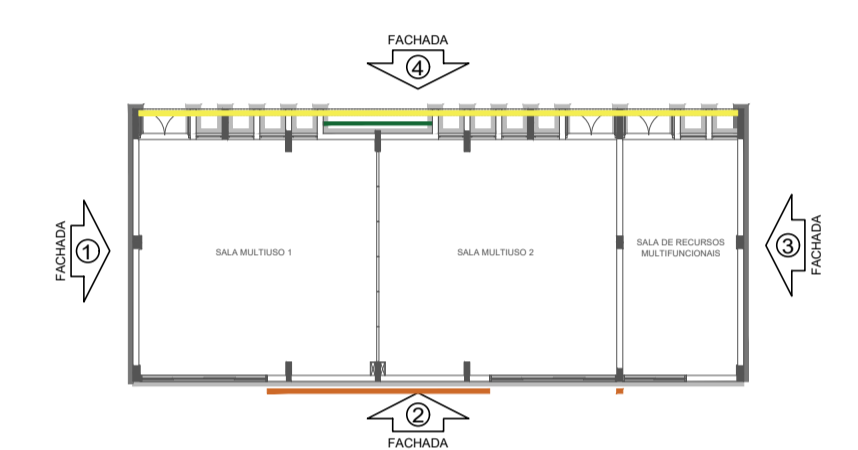 FACHADA
4
FACHADA
1
SALA MULTIUSO 1
SALA MULTIUSO 2
SALA DE RECURSOS
MULTIFUNCIONAIS
3
FACHADA
2
FACHADA